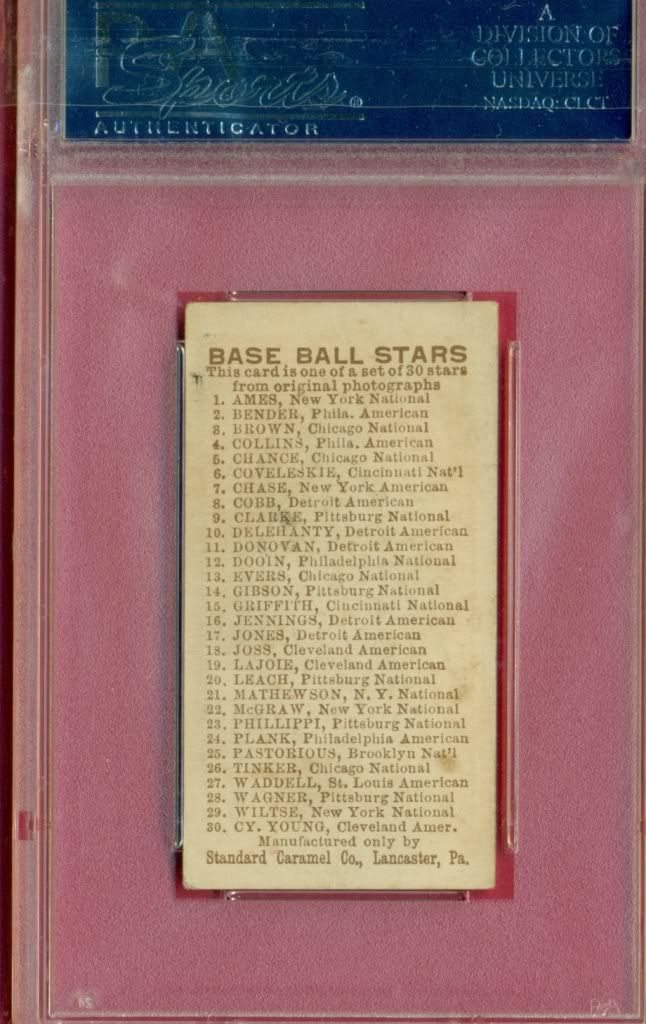 PSA
A
DIVISION OF
COLLECTORS
UNIVERSE
NASDAQ: CLCT
Sports®
AUTHENTICATOR
BASE BALL STARS
This card is one of a set of 30 stars
from original photographs
1. AMES, New York National
2. BENDER, Phila. American
3. BROWN, Chicago National
4. COLLINS, Phila. American
5. CHANCE, Chicago National
6. COVELESKIE, Cincinnati Nat'l
7. CHASE, New York American
8. COBB, Detroit American
9. CLARKE, Pittsburg National
10. DELEHANTY, Detroit American
11. DONOVAN, Detroit American
12. DOOIN, Philadelphia National
13. EVERS, Chicago National
14. GIBSON, Pittsburg National
15. GRIFFITH, Cincinnati National
16. JENNINGS, Detroit American
17. JONES, Detroit American
18. JOSS, Cleveland American
19. LAJOIE, Cleveland American
20. LEACH, Pittsburg National
21. MATHEWSON, N. Y. National
22. McGRAW, New York National
23. PHILLIPPI, Pittsburg National
24. PLANK, Philadelphia American
25. PASTORIOUS, Brooklyn Nat'l
26. TINKER, Chicago National
27. WADDELL, St. Louis American
28. WAGNER, Pittsburg National
29. WILTSE, New York National
30. CY. YOUNG, Cleveland Amer.
Manufactured only by
Standard Caramel Co., Lancaster, Pa.